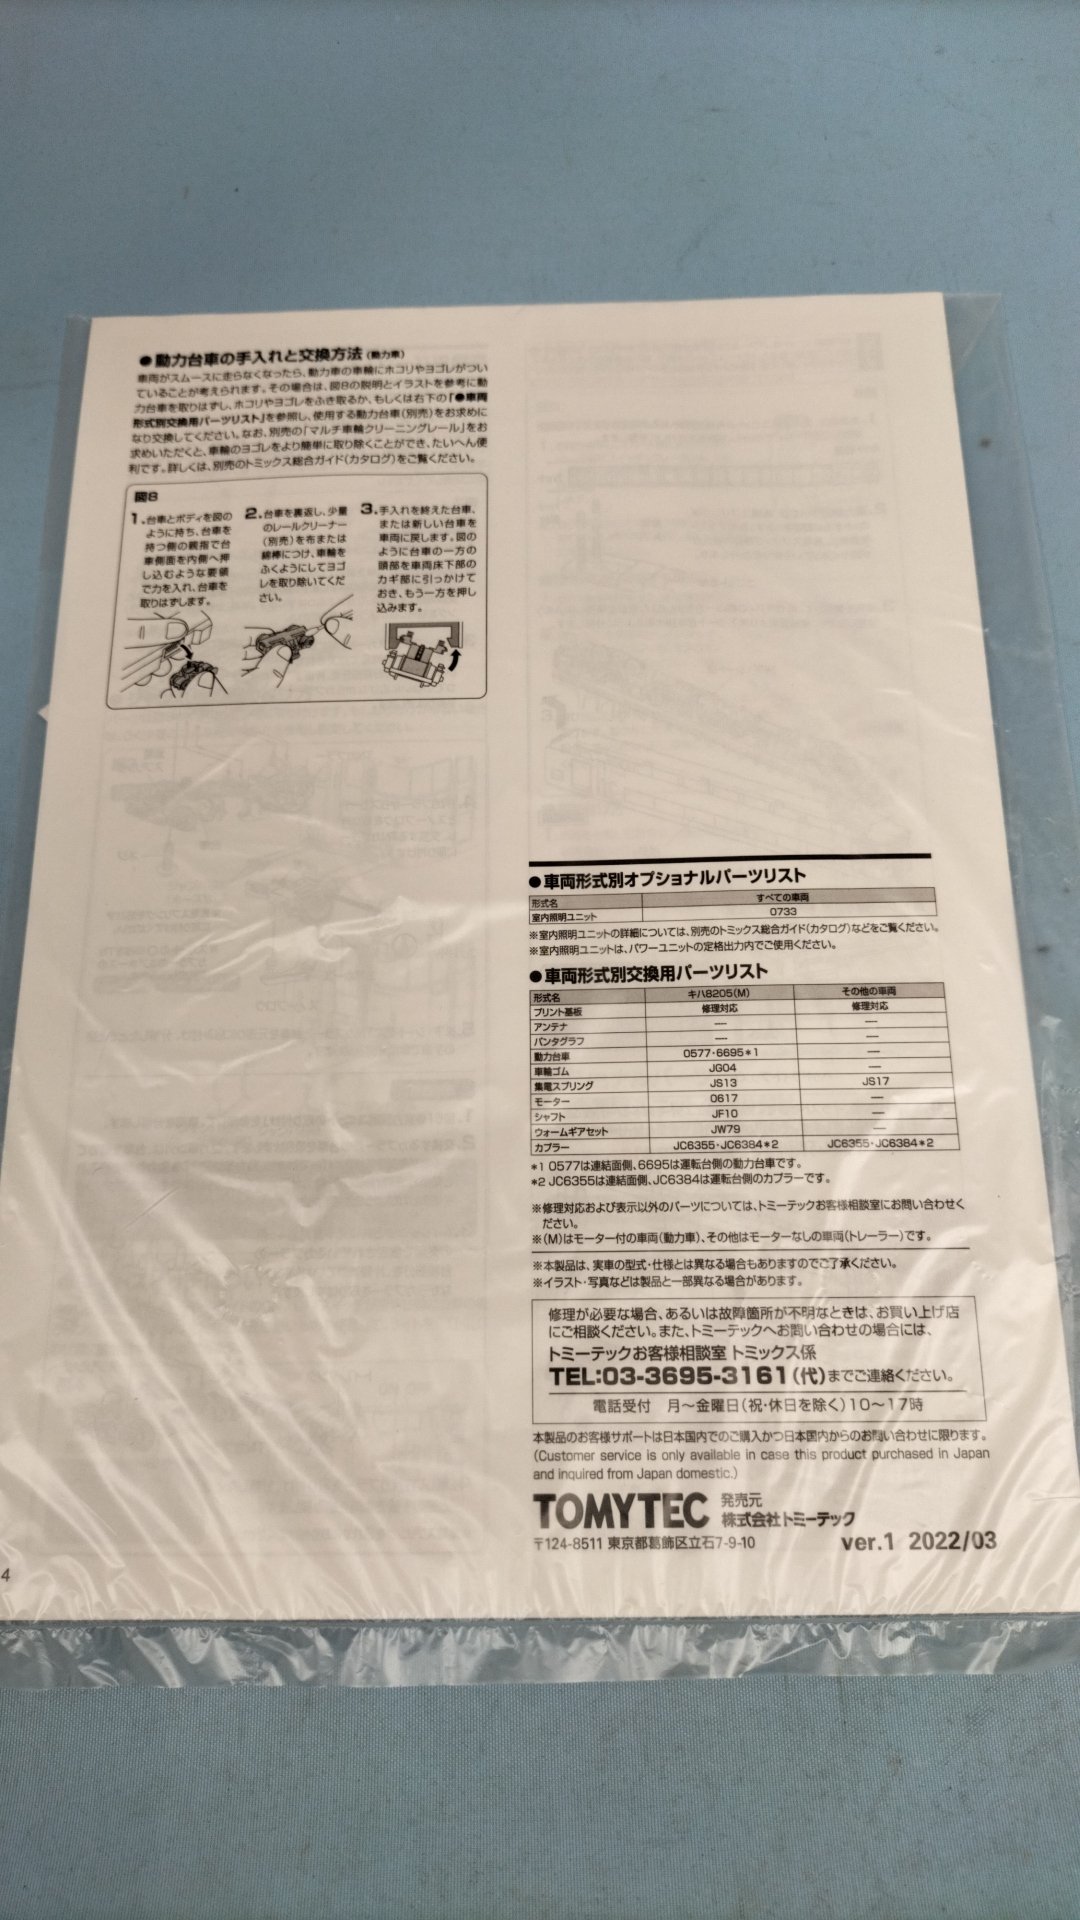 ●動力台車の手入れと交換方法(動力車)
車両がスムースに走らなくなったら、動力車の車輪にホコリやヨゴレがつい
ていることが考えられます。その場合は、図8の説明とイラストを参考に動
力台車を取りはずし、ホコリやヨゴレをふき取るか、もしくは右下の「●車両
形式別交換用パーツリスト」を参照し、使用する動力台車(別売)をお求めに
なり交換してください。なお、別売の「マルチ車輪クリーニングレール」をお
求めいただくと、車輪のヨゴレをより簡単に取り除くことができ、たいへん便
利です。詳しくは、別売のトミックス総合ガイド(カタログ)をご覧ください。
図8
1.台車とボディを図の
ように持ち、台車を
持つ側の親指で台
車側面を内側へ押
し込むような要領
で力を入れ、台車を
取りはずします。
2.台車を裏返し、少量
のレールクリーナー
(別売)を布または
綿棒につけ、車輪を
ふくようにしてヨゴ
レを取り除いてくだ
さい。
3.手入れを終えた台車、
または新しい台車を
車両に戻します。図の
ように台車の一方の
頭部を車両床下部の
カギ部に引っかけて
おき、もう一方を押し
込みます。
●車両形式別オプショナルパーツリスト
形式名 すべての車両
室内照明ユニット 0733
※室内照明ユニットの詳細については、別売のトミックス総合ガイド(カタログ)などをご覧ください。
※室内照明ユニットは、パワーユニットの定格出力内でご使用ください。
●車両形式別交換用パーツリスト
形式名 キハ8205(M) その他の車両
プリント基板 修理対応 修理対応
アンテナ — —
パンタグラフ — —
動力台車 0577・6695*1 —
車輪ゴム JG04 —
集電スプリング JS13 JS17
モーター 0617 —
シャフト JF10 —
ウォームギアセット JW79 —
カプラー JC6355・JC6384*2 JC6355・JC6384*2
*1 0577は連結面側、6695は運転台側の動力台車です。
*2 JC6355は連結面側、JC6384は運転台側のカプラーです。
※修理対応および表示以外のパーツについては、トミーテックお客様相談室にお問い合わせく
ださい。
※(M)はモーター付の車両(動力車)、その他はモーターなしの車両(トレーラー)です。
※本製品は、実車の型式・仕様とは異なる場合もありますのでご了承ください。
※イラスト・写真などは製品と一部異なる場合があります。
修理が必要な場合、あるいは故障箇所が不明なときは、お買い上げ店
にご相談ください。また、トミーテックへお問い合わせの場合には、
トミーテックお客様相談室 トミックス係
TEL:03-3695-3161(代)までご連絡ください。
電話受付 月〜金曜日(祝・休日を除く)10〜17時
本製品のお客様サポートは日本国内でのご購入かつ日本国内からのお問い合わせに限ります。
(Customer service is only available in case this product purchased in Japan
and inquired from Japan domestic.)
TOMYTEC 発売元
株式会社トミーテック
〒124-8511 東京都葛飾区立石7-9-10 ver.1 2022/03
4